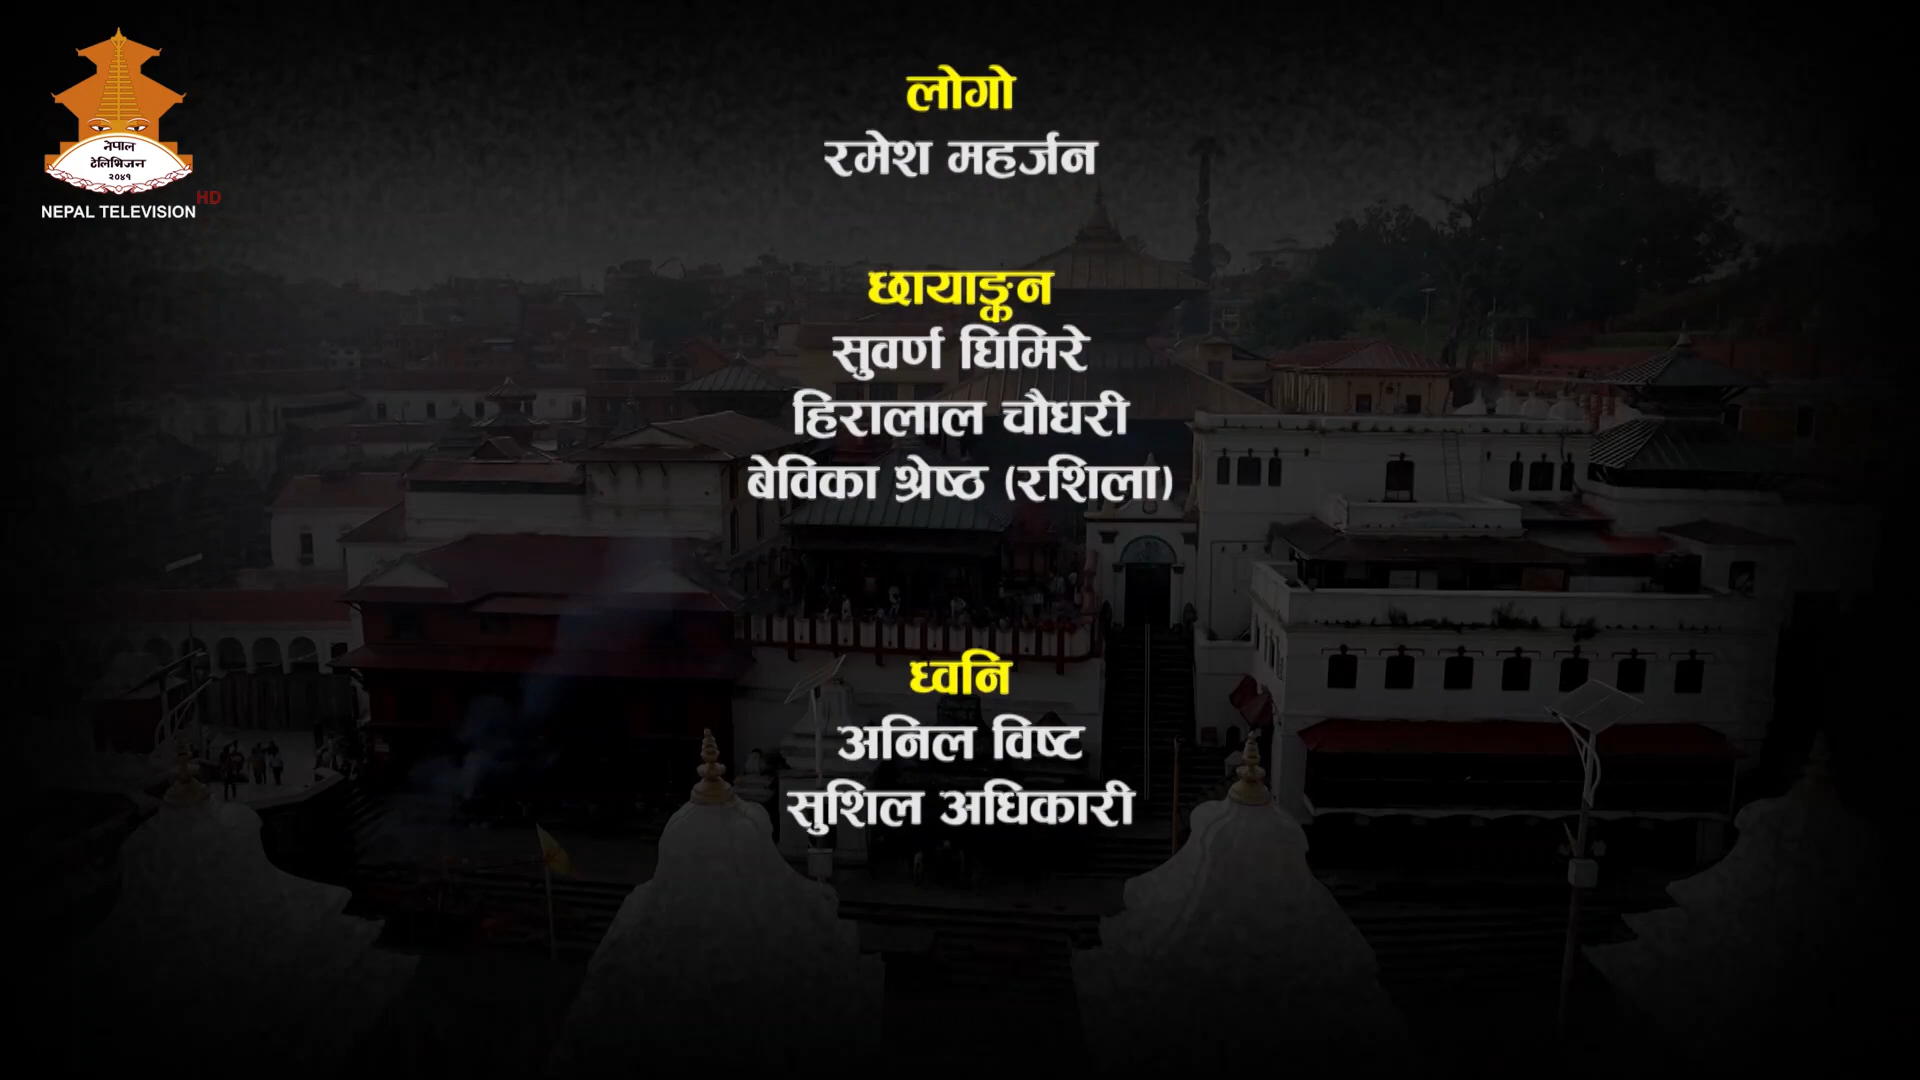 नेपाल
टेलिभिजन
२०४१
HD
NEPAL TELEVISION
लोगो
रमेश महर्जन
छायाङ्कन
सुवर्ण घिमिरे
हिरालाल चौधरी
बेविका श्रेष्ठ (रशिला)
ध्वनि
अनिल विष्ट
सुशिल अधिकारी